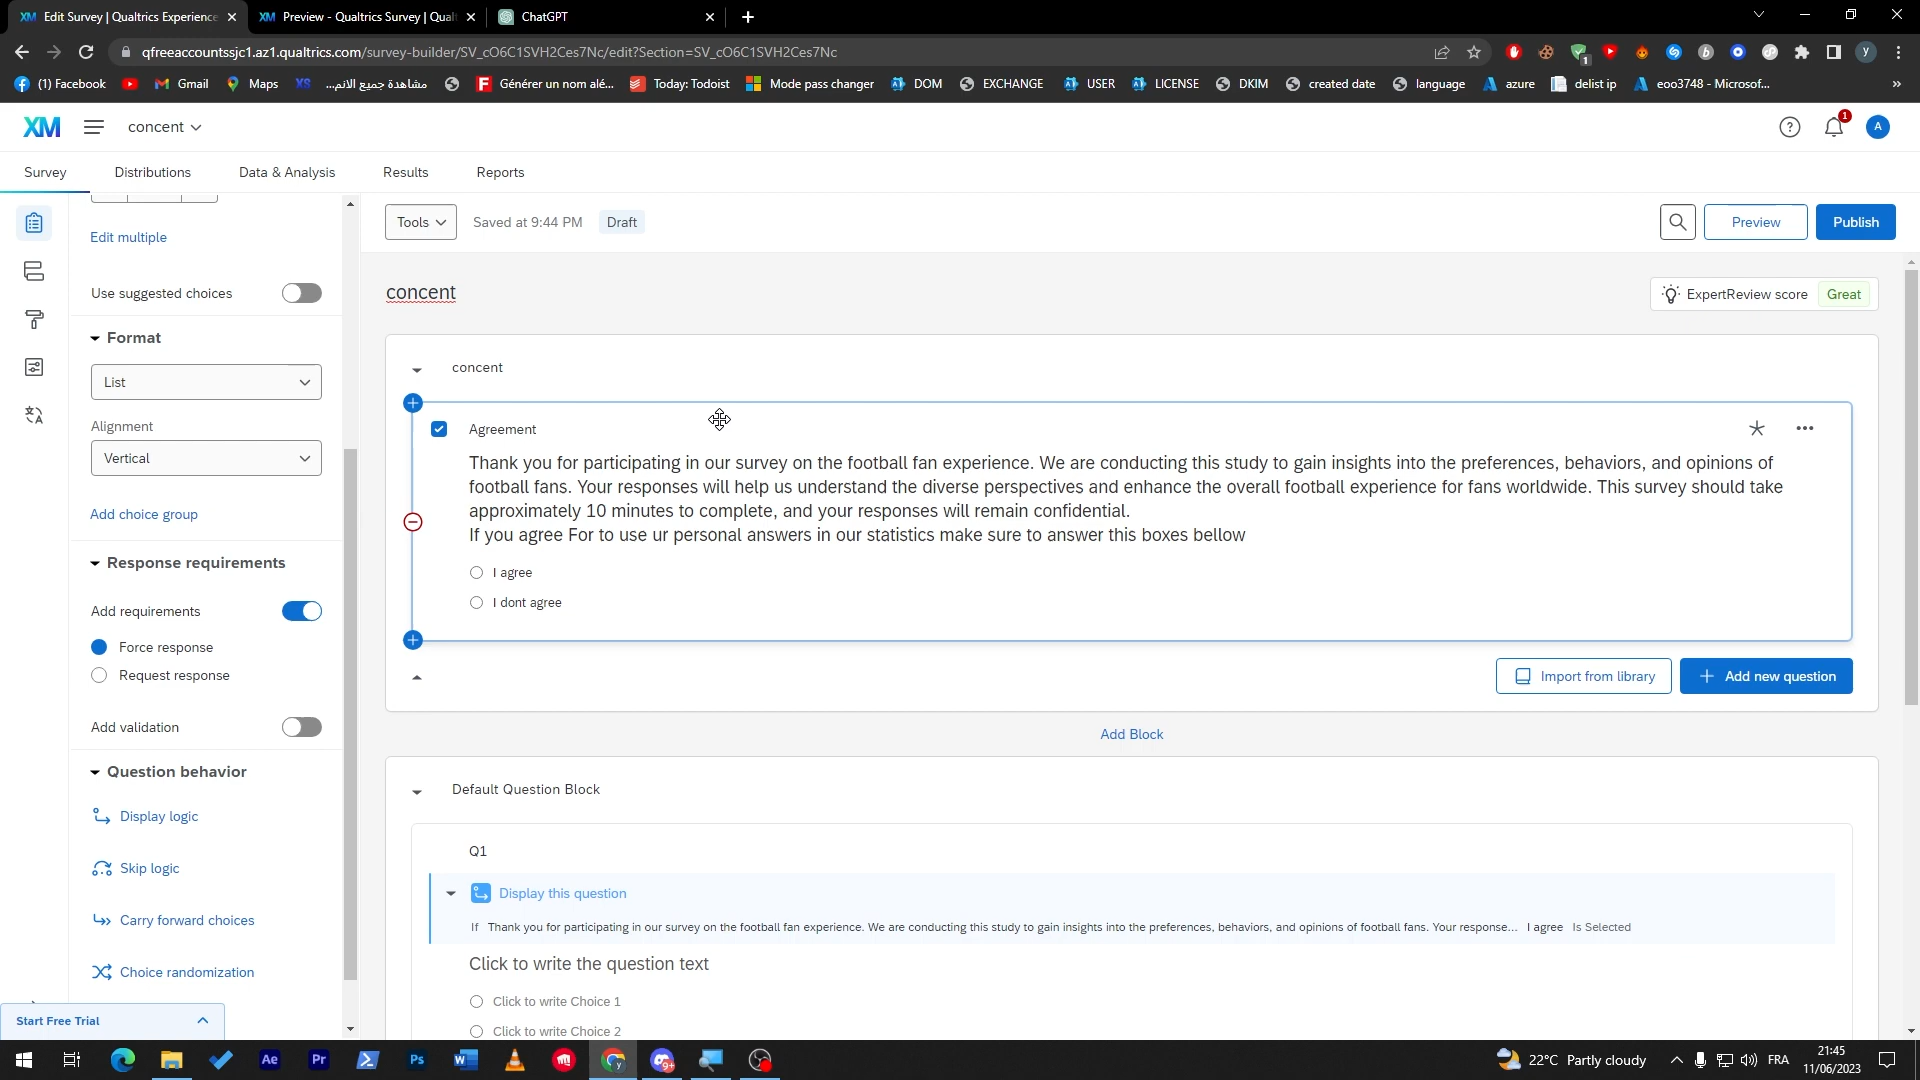 Edit Survey | Qualtrics Experience
Preview - Qualtrics Survey | Qual
ChatGPT
qfreeaccountssjc1.az1.qualtrics.com/survey-builder/SV_cO6C1SVH2Ces7Nc/edit?Section=SV_cO6C1SVH2Ces7Nc
(1) Facebook
Gmail
Maps
مشاهدة جميع الانم...
Générer un nom alé...
Today: Todoist
Mode pass changer
DOM
EXCHANGE
USER
LICENSE
DKIM
created date
language
azure
delist ip
eoo3748 - Microsof...
»
XM
concent
1
A
Survey
Distributions
Data & Analysis
Results
Reports
Edit multiple
Use suggested choices
Format
List
Alignment
Vertical
Add choice group
Response requirements
Add requirements
Force response
Request response
Add validation
Question behavior
Display logic
Skip logic
Carry forward choices
Choice randomization
Start Free Trial
Tools
Saved at 9:44 PM
Draft
Preview
Publish
concent
ExpertReview score
Great
concent
Agreement
Thank you for participating in our survey on the football fan experience. We are conducting this study to gain insights into the preferences, behaviors, and opinions of
football fans. Your responses will help us understand the diverse perspectives and enhance the overall football experience for fans worldwide. This survey should take
approximately 10 minutes to complete, and your responses will remain confidential.
If you agree For to use ur personal answers in our statistics make sure to answer this boxes bellow
I agree
I dont agree
Import from library
Add new question
Add Block
Default Question Block
Q1
Display this question
If Thank you for participating in our survey on the football fan experience. We are conducting this study to gain insights into the preferences, behaviors, and opinions of football fans. Your response... I agree Is Selected
Click to write the question text
Click to write Choice 1
Click to write Choice 2
Ae
Pr
Ps
22°C Partly cloudy
FRA
21:45
11/06/2023